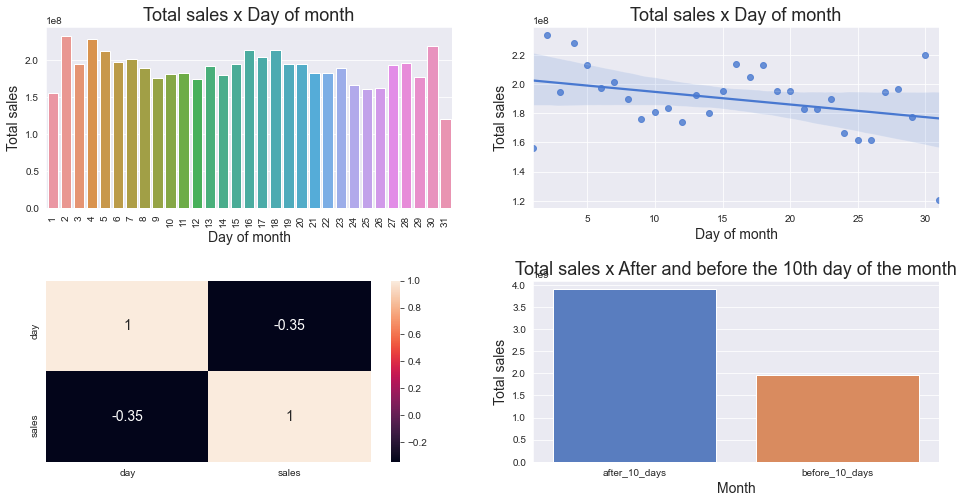 Total sales x Day of month
1e8
Total sales
2.0
1.5
1.0
0.5
0.0
1 2 3 4 5 6 7 8 9 10 11 12 13 14 15 16 17 18 19 20 21 22 23 24 25 26 27 28 29 30 31
Day of month
Total sales x Day of month
1e8
Total sales
2.2
2.0
1.8
1.6
1.4
1.2
5 10 15 20 25 30
Day of month
day
sales
1 -0.35
-0.35 1
day sales
1.0
0.8
0.6
0.4
0.2
0.0
−0.2
Total sales x After and before the 10th day of the month
1e9
Total sales
4.0
3.5
3.0
2.5
2.0
1.5
1.0
0.5
0.0
after_10_days before_10_days
Month